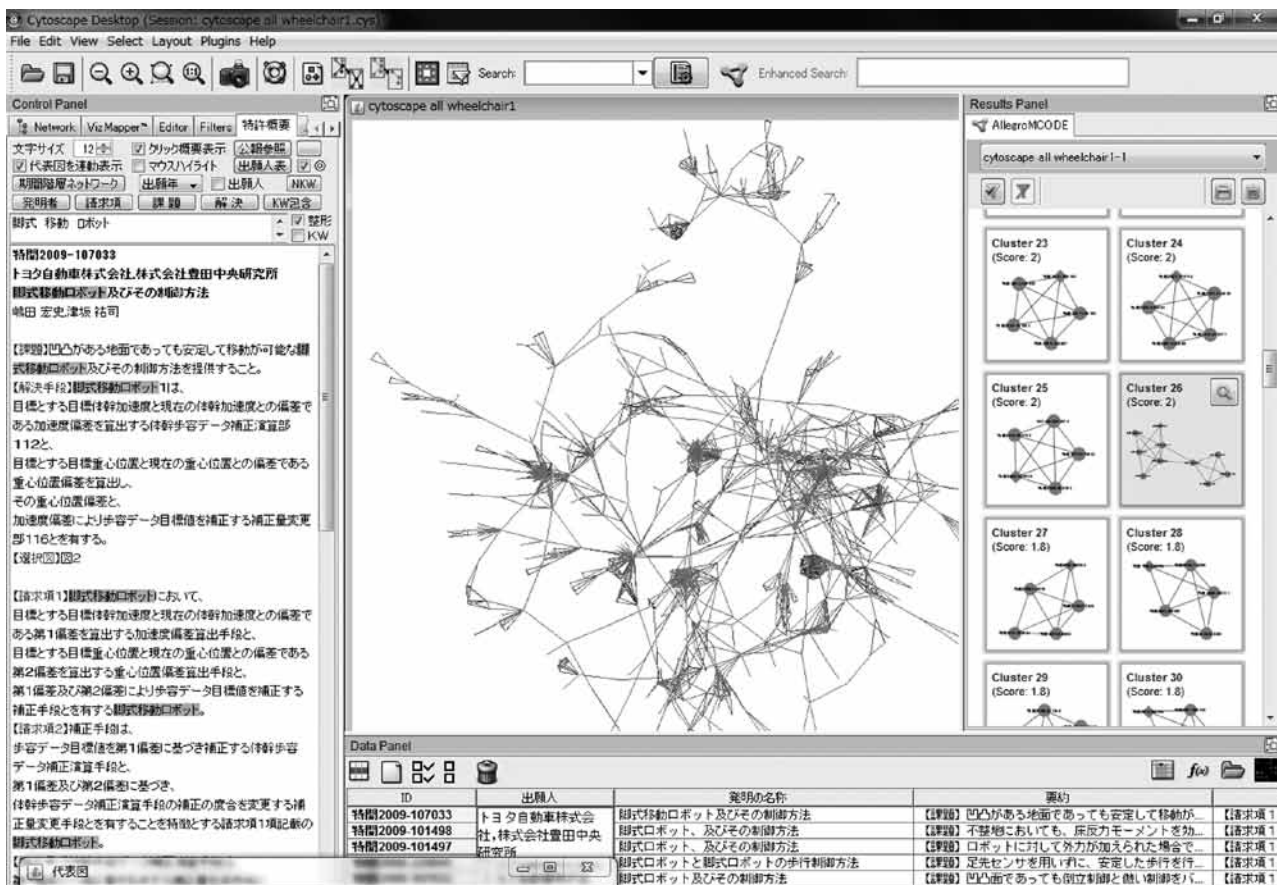 Cytoscape Desktop (Session: cytoscape all wheelchair1.cys)
File Edit View Select Layout Plugins Help
Search:
Enhanced Search:
Control Panel
Network VizMapper™ Editor Filters 特許概要
文字サイズ 12 クリック概要表示 公報参照
代表図を連動表示 マウスハイライト 出願人表 @
期間階層ネットワーク 出願年 出願人 NKW
発明者 請求項 課題 解決 KW包含
脚式 移動 ロボット 整形
KW
特開2009-107033
トヨタ自動車株式会社,株式会社豊田中央研究所
脚式移動ロボット及びその制御方法
嶋田 宏史,津坂 祐司
【課題】凹凸がある地面であっても安定して移動が可能な脚
式移動ロボット及びその制御方法を提供すること。
【解決手段】脚式移動ロボット1は、
目標とする目標体幹加速度と現在の体幹加速度との偏差で
ある加速度偏差を算出する体幹歩容データ補正演算部
112と、
目標とする目標重心位置と現在の重心位置との偏差である
重心位置偏差を算出し、
その重心位置偏差と、
加速度偏差により歩容データ目標値を補正する補正量変更
部116とを有する。
【選択図】図2
【請求項1】脚式移動ロボットにおいて、
目標とする目標体幹加速度と現在の体幹加速度との偏差で
ある第1偏差を算出する加速度偏差算出手段と、
目標とする目標重心位置と現在の重心位置との偏差である
第2偏差を算出する重心位置偏差算出手段と、
第1偏差及び第2偏差により歩容データ目標値を補正する
補正手段とを有する脚式移動ロボット。
【請求項2】補正手段は、
歩容データ目標値を第1偏差に基づき補正する体幹歩容
データ補正演算手段と、
第1偏差及び第2偏差に基づき、
体幹歩容データ補正演算手段の補正の度合を変更する補
正量変更手段とを有することを特徴とする請求項1項記載の
脚式移動ロボット。
代表図
cytoscape all wheelchair1
Results Panel
AllegroMCODE
cytoscape all wheelchair1-1
Cluster 23
(Score: 2)
Cluster 24
(Score: 2)
Cluster 25
(Score: 2)
Cluster 26
(Score: 2)
Cluster 27
(Score: 1.8)
Cluster 28
(Score: 1.8)
Cluster 29
(Score: 1.8)
Cluster 30
(Score: 1.8)
Data Panel
f(x)
ID 出願人 発明の名称 要約
特開2009-107033 トヨタ自動車株式会社,株式会社豊田中央研究所 脚式移動ロボット及びその制御方法 【課題】凹凸がある地面であっても安定して移動が... 【請求項1
特開2009-101498 脚式ロボット、及びその制御方法 【課題】不整地においても、床反力モーメントを効... 【請求項1
特開2009-101497 脚式ロボット、及びその制御方法 【課題】ロボットに対して外力が加えられた場合で... 【請求項1
脚式ロボットと脚式ロボットの歩行制御方法 【課題】足先センサを用いずに、安定した歩行を行... 【請求項1
脚式ロボット及びその制御方法 【課題】凹凸面であっても倒立制御と倣い制御をバ... 【請求項1